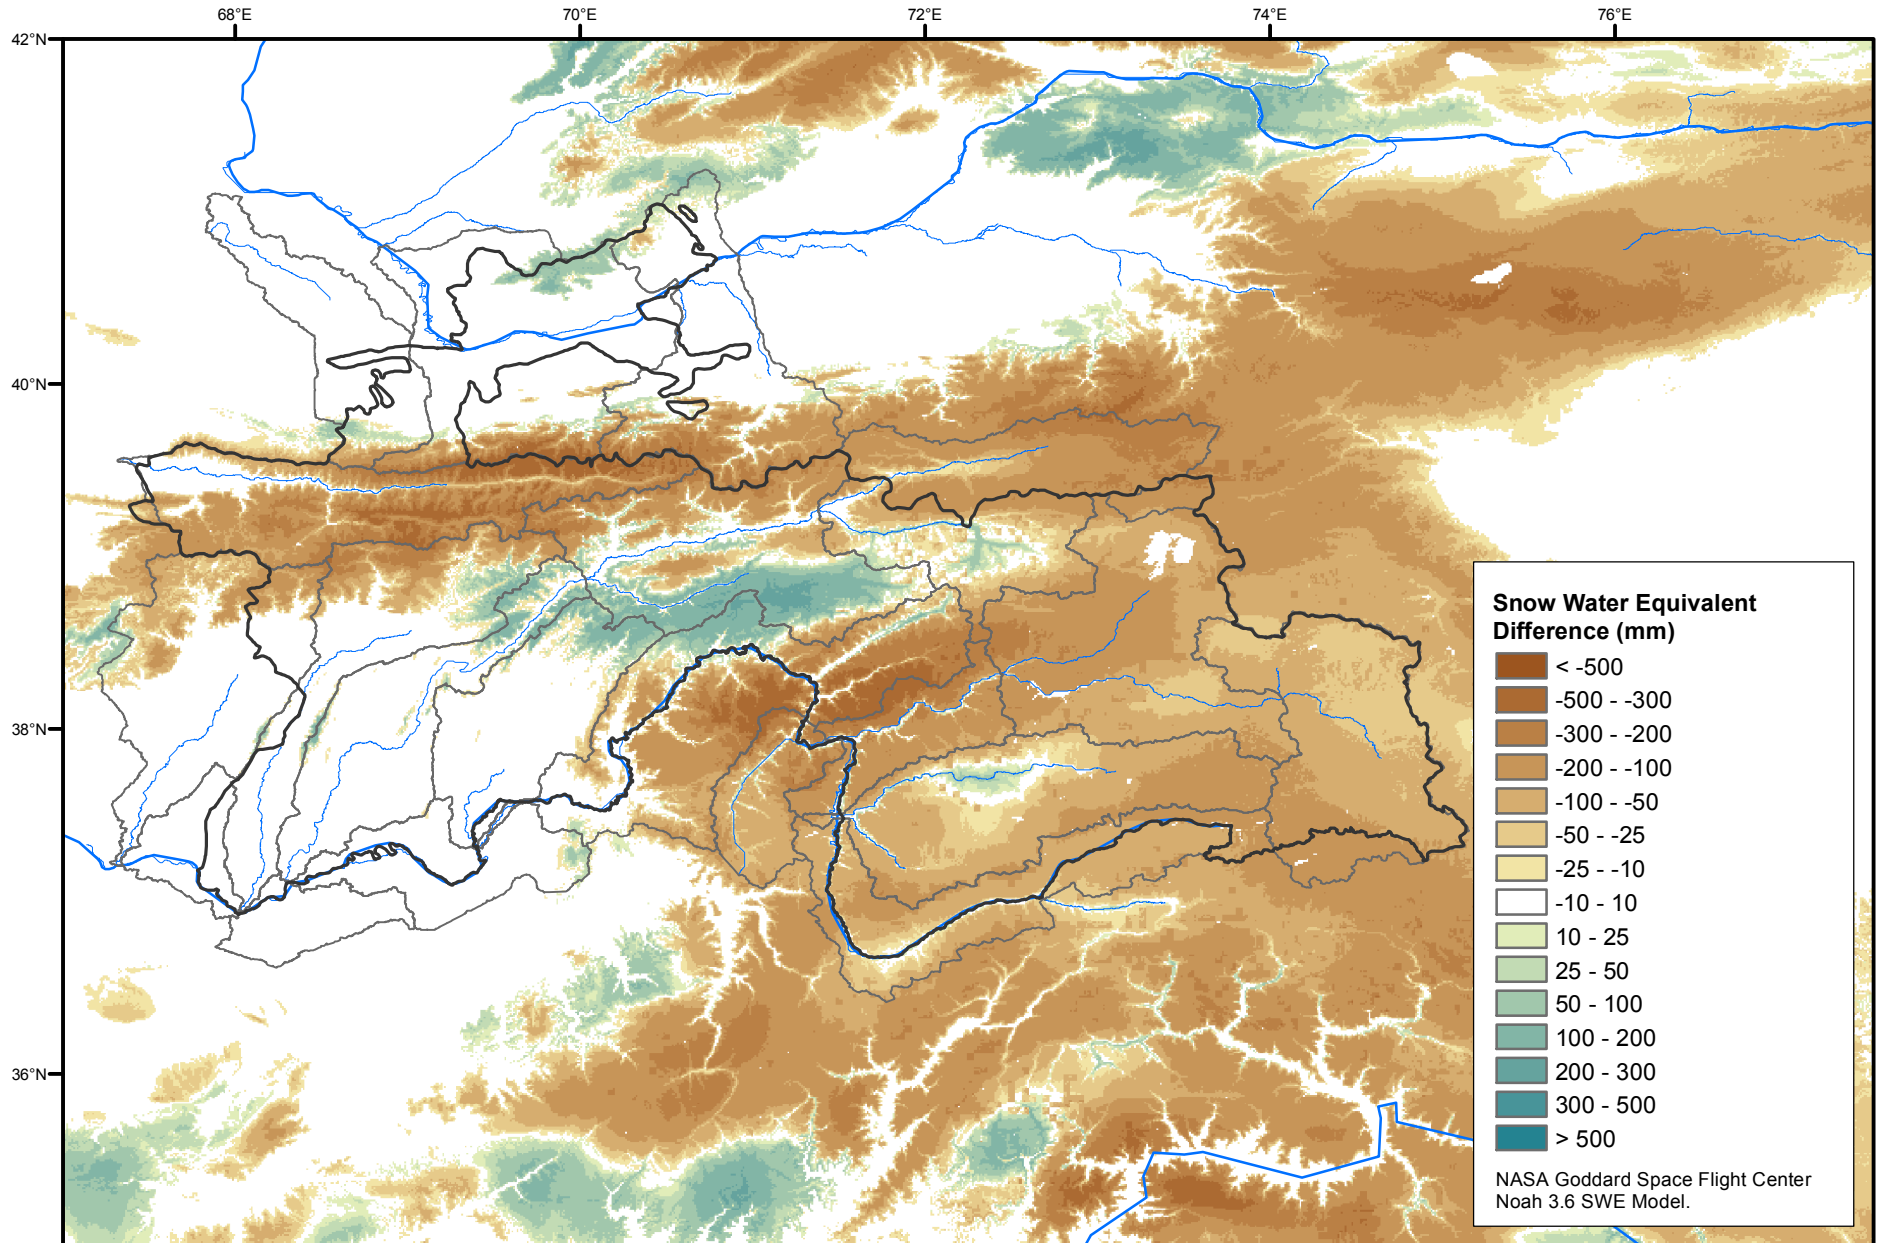 68°E 70°E 72°E 74°E 76°E
42°N
40°N
38°N
36°N
Snow Water Equivalent
Difference (mm)
< -500
-500 - -300
-300 - -200
-200 - -100
-100 - -50
-50 - -25
-25 - -10
-10 - 10
10 - 25
25 - 50
50 - 100
100 - 200
200 - 300
300 - 500
> 500
NASA Goddard Space Flight Center
Noah 3.6 SWE Model.